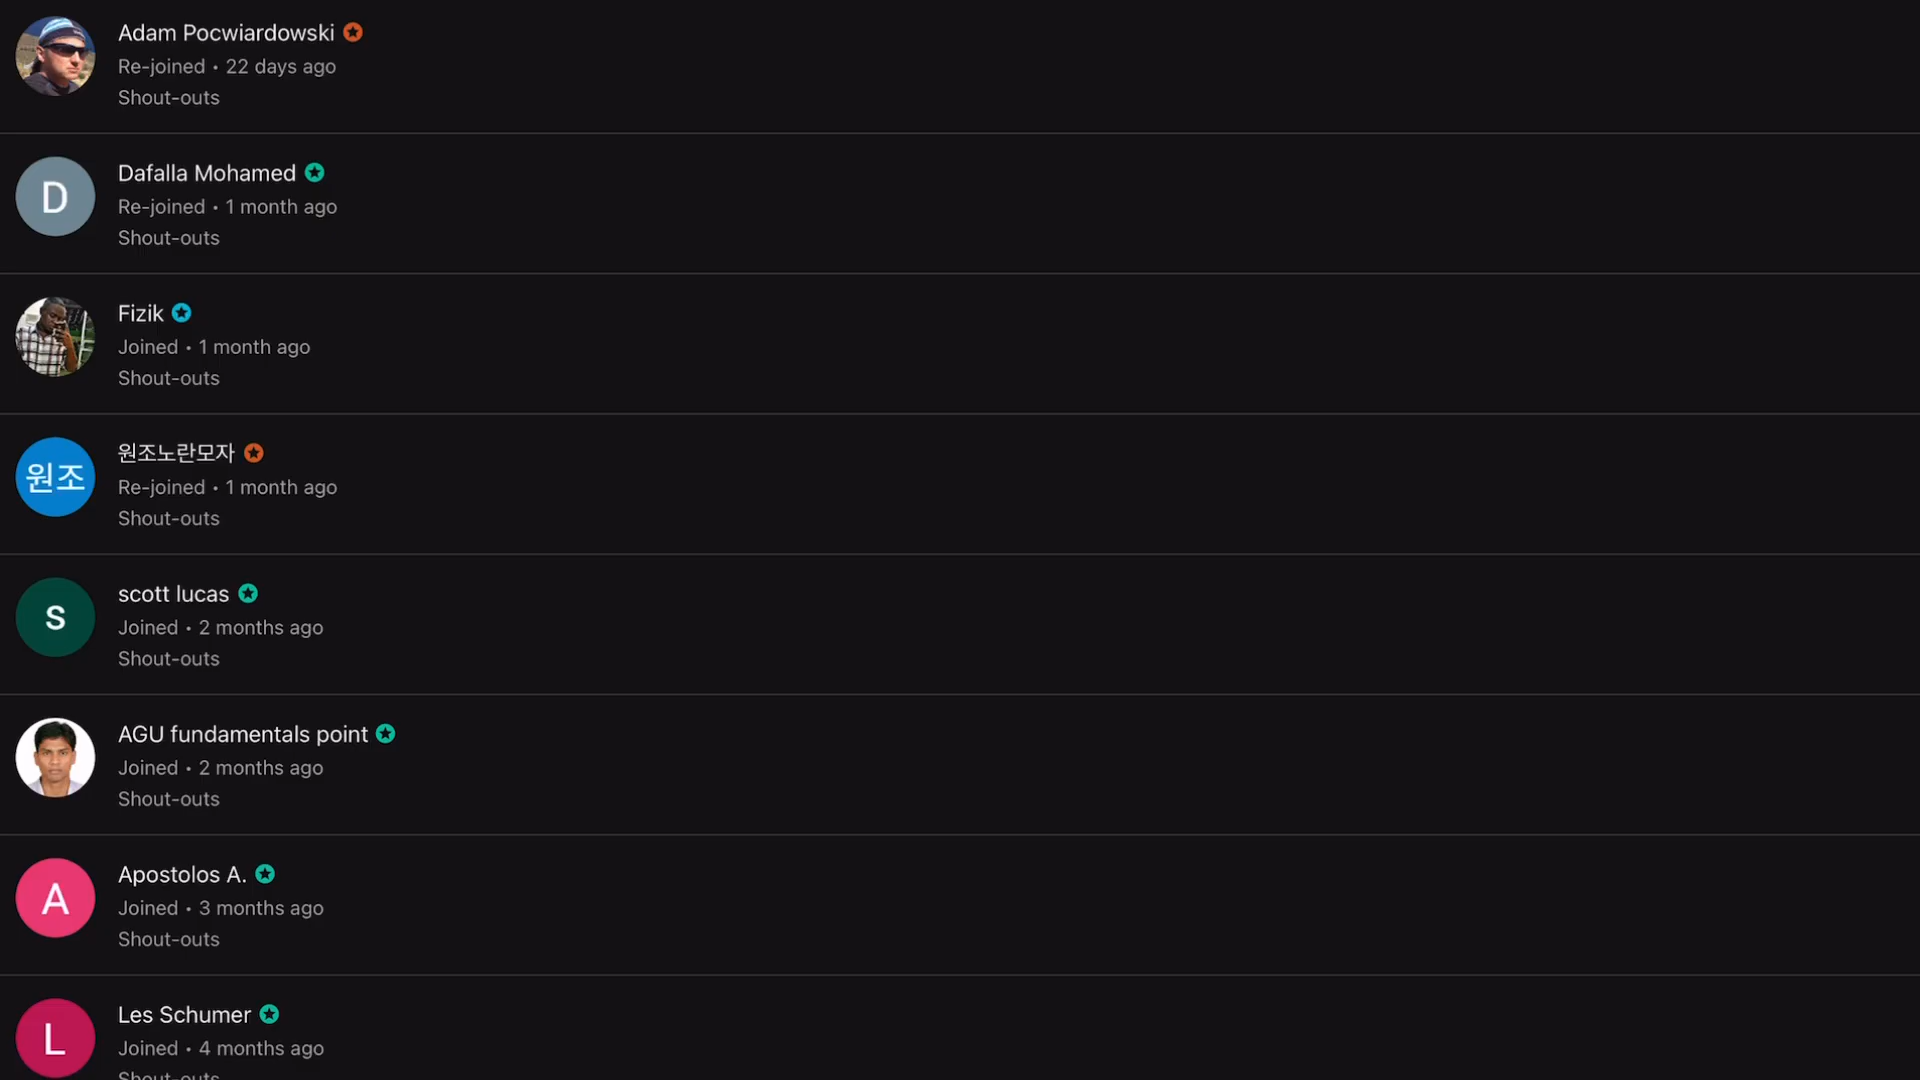 Adam Pocwiardowski
Re-joined • 22 days ago
Shout-outs
D
Dafalla Mohamed
Re-joined • 1 month ago
Shout-outs
Fizik
Joined • 1 month ago
Shout-outs
원조
원조노란모자
Re-joined • 1 month ago
Shout-outs
s
scott lucas
Joined • 2 months ago
Shout-outs
AGU fundamentals point
Joined • 2 months ago
Shout-outs
A
Apostolos A.
Joined • 3 months ago
Shout-outs
L
Les Schumer
Joined • 4 months ago
Shout-outs